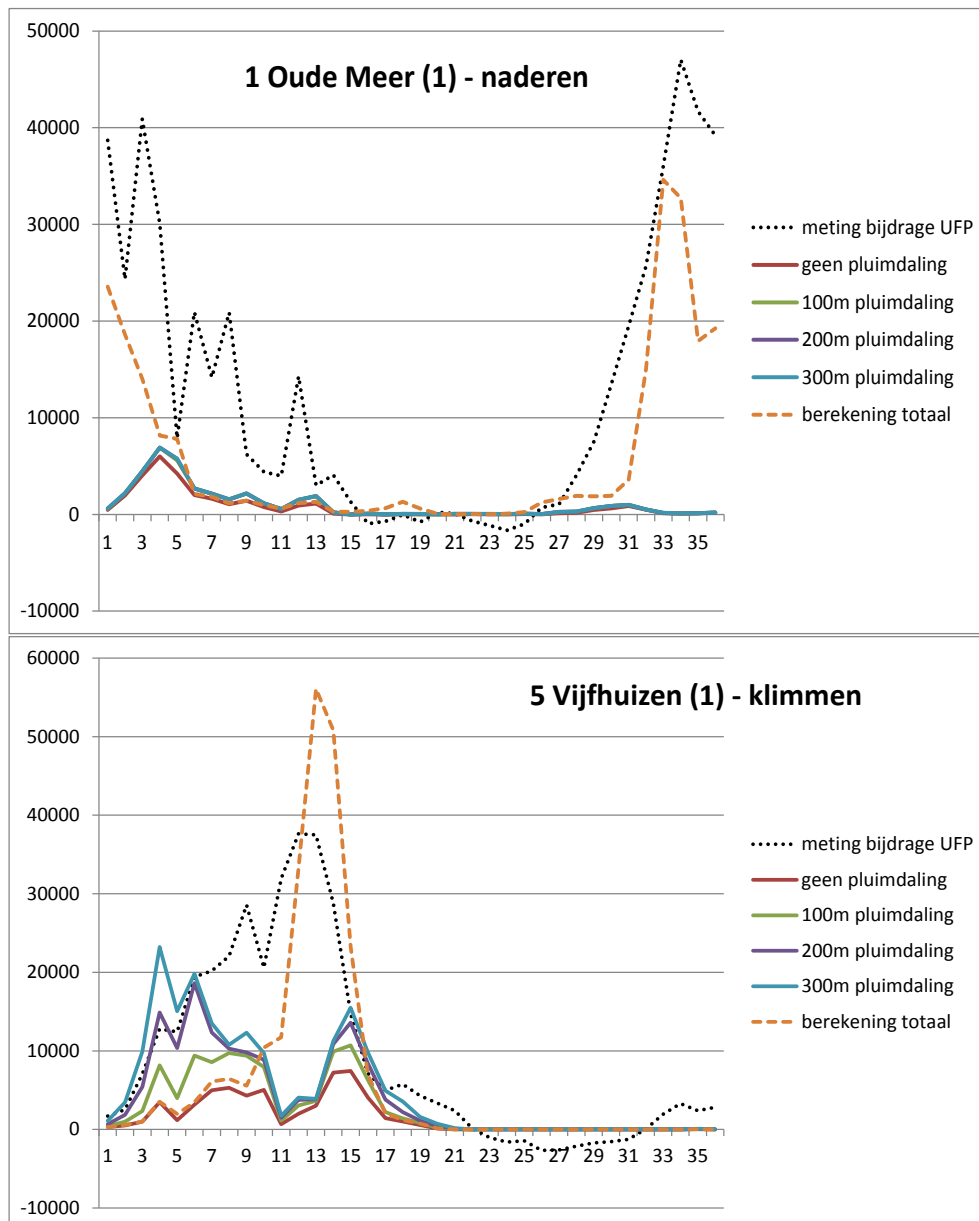 50000
1 Oude Meer (1) - naderen
40000
30000
20000
10000
0
-10000
1 3 5 7 9 11 13 15 17 19 21 23 25 27 29 31 33 35
meting bijdrage UFP
geen pluimdaling
100m pluimdaling
200m pluimdaling
300m pluimdaling
berekening totaal
60000
5 Vijfhuizen (1) - klimmen
50000
40000
30000
20000
10000
0
-10000
1 3 5 7 9 11 13 15 17 19 21 23 25 27 29 31 33 35
meting bijdrage UFP
geen pluimdaling
100m pluimdaling
200m pluimdaling
300m pluimdaling
berekening totaal